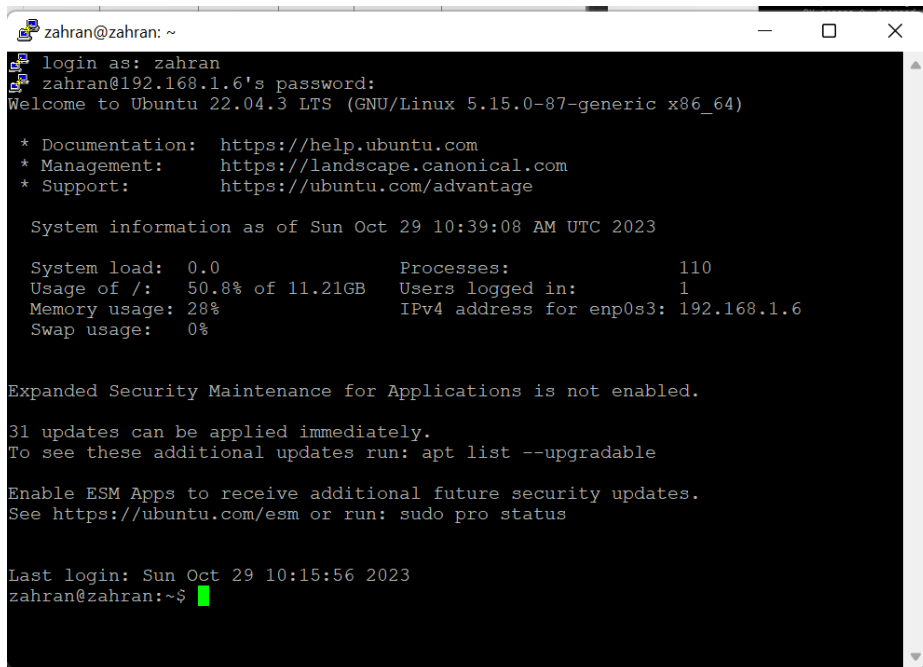 zahran@zahran: ~
login as: zahran
zahran@192.168.1.6's password:
Welcome to Ubuntu 22.04.3 LTS (GNU/Linux 5.15.0-87-generic x86_64)
* Documentation:  https://help.ubuntu.com
* Management:     https://landscape.canonical.com
* Support:        https://ubuntu.com/advantage
System information as of Sun Oct 29 10:39:08 AM UTC 2023
System load:  0.0                Processes:               110
Usage of /:   50.8% of 11.21GB   Users logged in:         1
Memory usage: 28%                IPv4 address for enp0s3: 192.168.1.6
Swap usage:   0%
Expanded Security Maintenance for Applications is not enabled.
31 updates can be applied immediately.
To see these additional updates run: apt list --upgradable
Enable ESM Apps to receive additional future security updates.
See https://ubuntu.com/esm or run: sudo pro status
Last login: Sun Oct 29 10:15:56 2023
zahran@zahran:~$